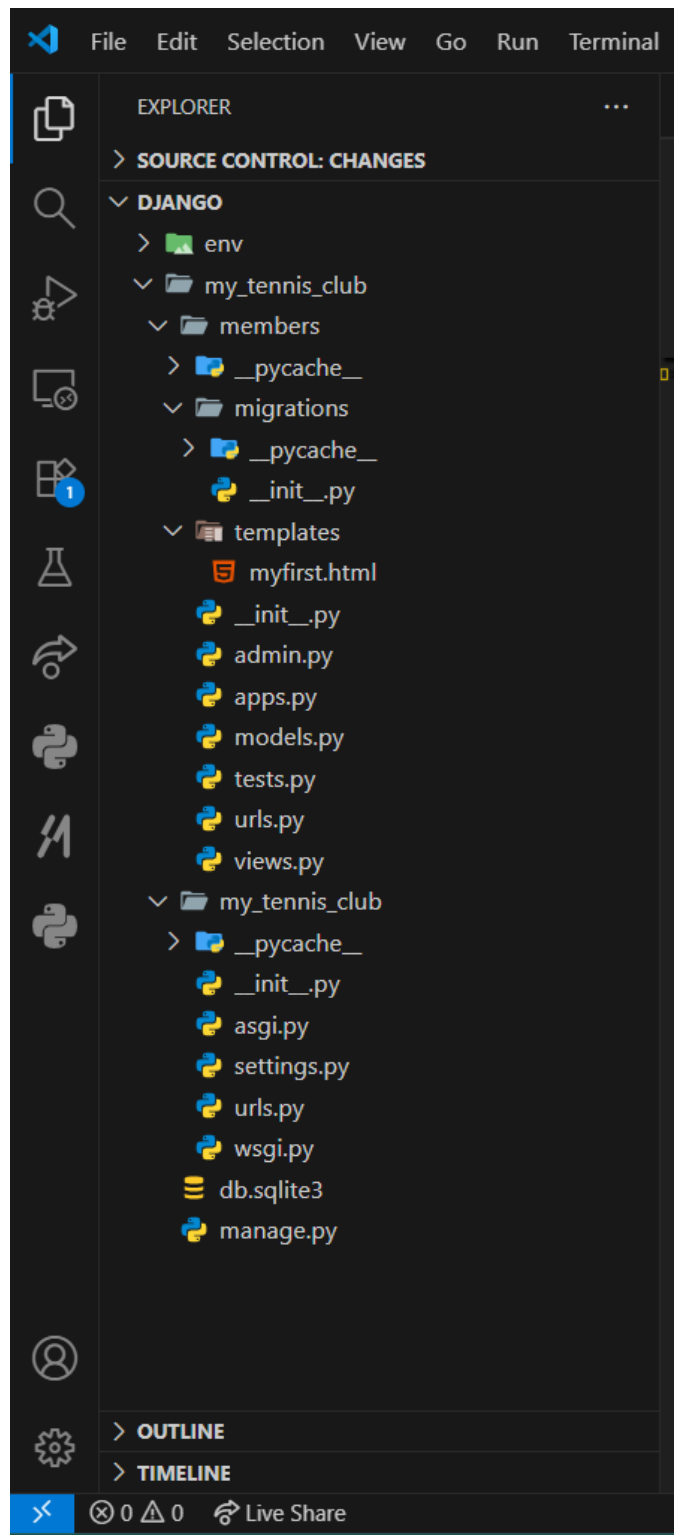 File Edit Selection View Go Run Terminal
EXPLORER ...
SOURCE CONTROL: CHANGES
DJANGO
env
my_tennis_club
members
__pycache__
migrations
__pycache__
__init__.py
templates
myfirst.html
__init__.py
admin.py
apps.py
models.py
tests.py
urls.py
views.py
my_tennis_club
__pycache__
__init__.py
asgi.py
settings.py
urls.py
wsgi.py
db.sqlite3
manage.py
1
OUTLINE
TIMELINE
0 0 Live Share